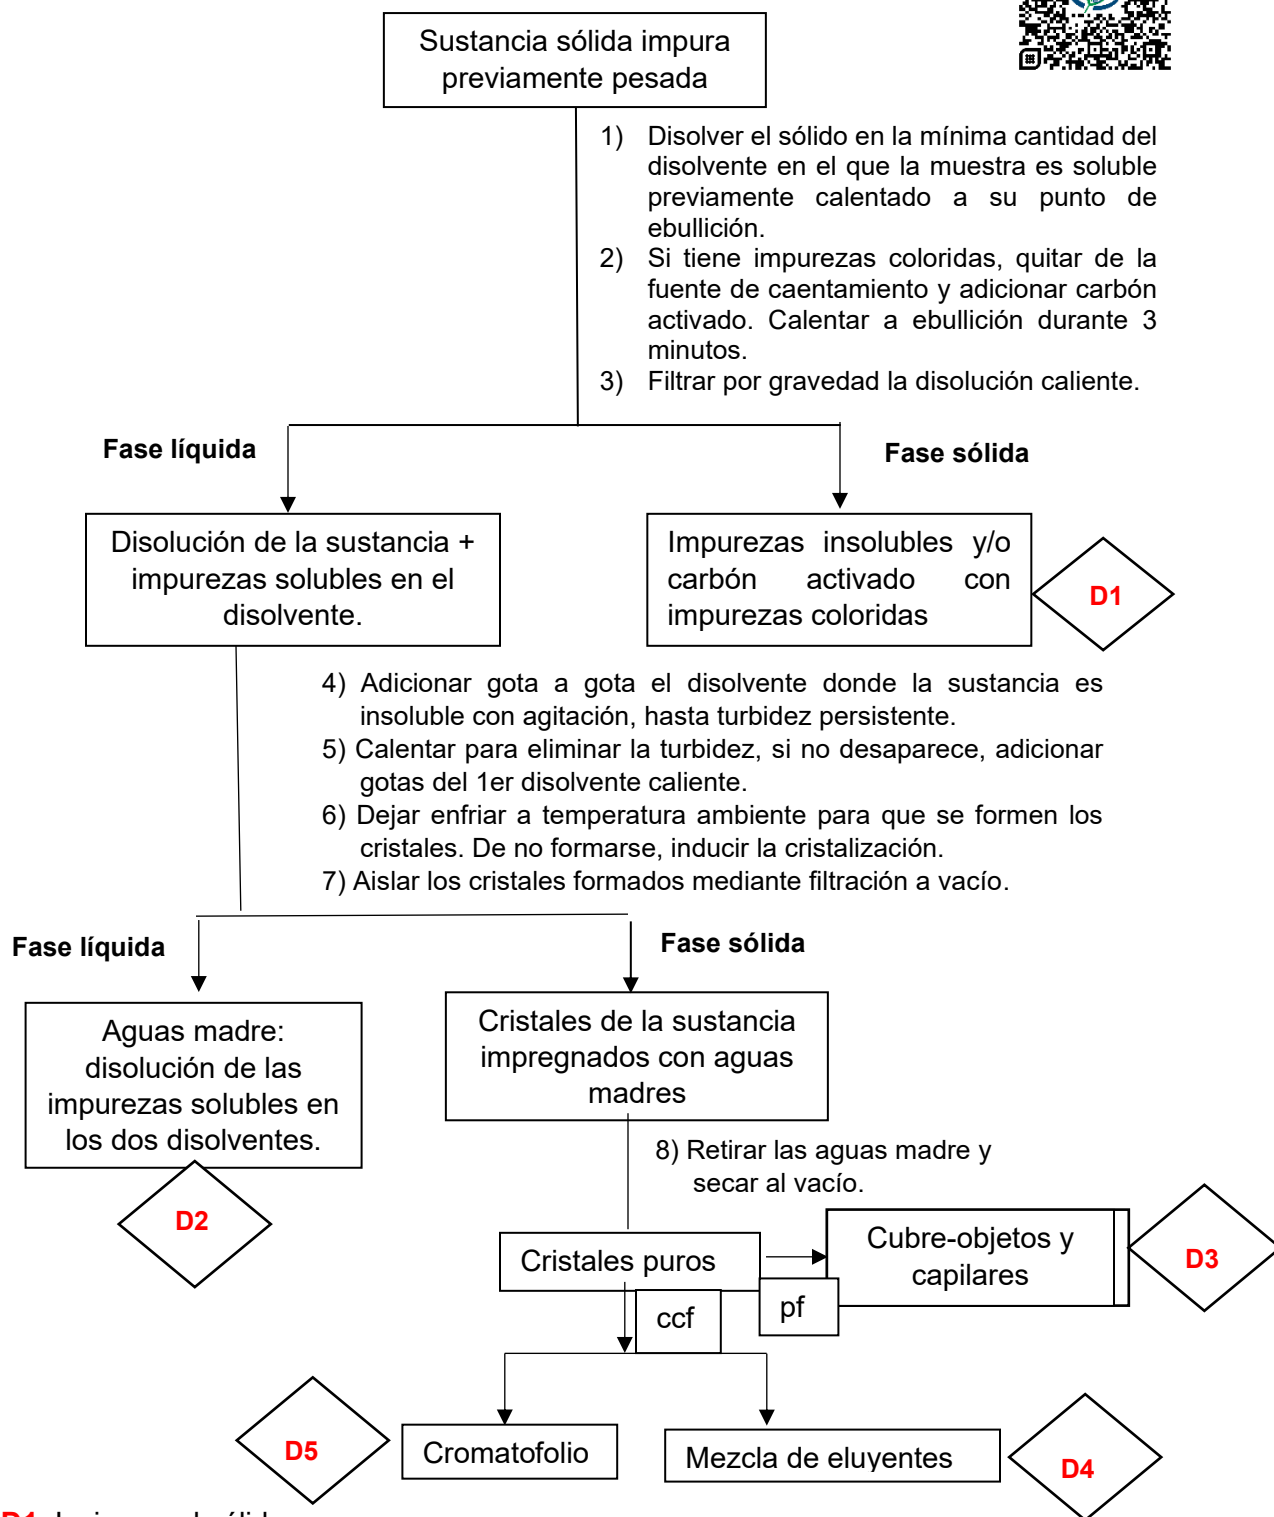 Sustancia sólida impura
previamente pesada
1) Disolver el sólido en la mínima cantidad del
disolvente en el que la muestra es soluble
previamente calentado a su punto de
ebullición.
2) Si tiene impurezas coloridas, quitar de la
fuente de caentamiento y adicionar carbón
activado. Calentar a ebullición durante 3
minutos.
3) Filtrar por gravedad la disolución caliente.
Fase líquida
Fase sólida
Disolución de la sustancia +
impurezas solubles en el
disolvente.
Impurezas insolubles y/o
carbón activado con
impurezas coloridas
D1
4) Adicionar gota a gota el disolvente donde la sustancia es
insoluble con agitación, hasta turbidez persistente.
5) Calentar para eliminar la turbidez, si no desaparece, adicionar
gotas del 1er disolvente caliente.
6) Dejar enfriar a temperatura ambiente para que se formen los
cristales. De no formarse, inducir la cristalización.
7) Aislar los cristales formados mediante filtración a vacío.
Fase líquida
Fase sólida
Aguas madre:
disolución de las
impurezas solubles en
los dos disolventes.
D2
Cristales de la sustancia
impregnados con aguas
madres
8) Retirar las aguas madre y
secar al vacío.
Cristales puros
Cubre-objetos y
capilares
D3
ccf
pf
D5
Cromatofolio
Mezcla de eluyentes
D4
D1